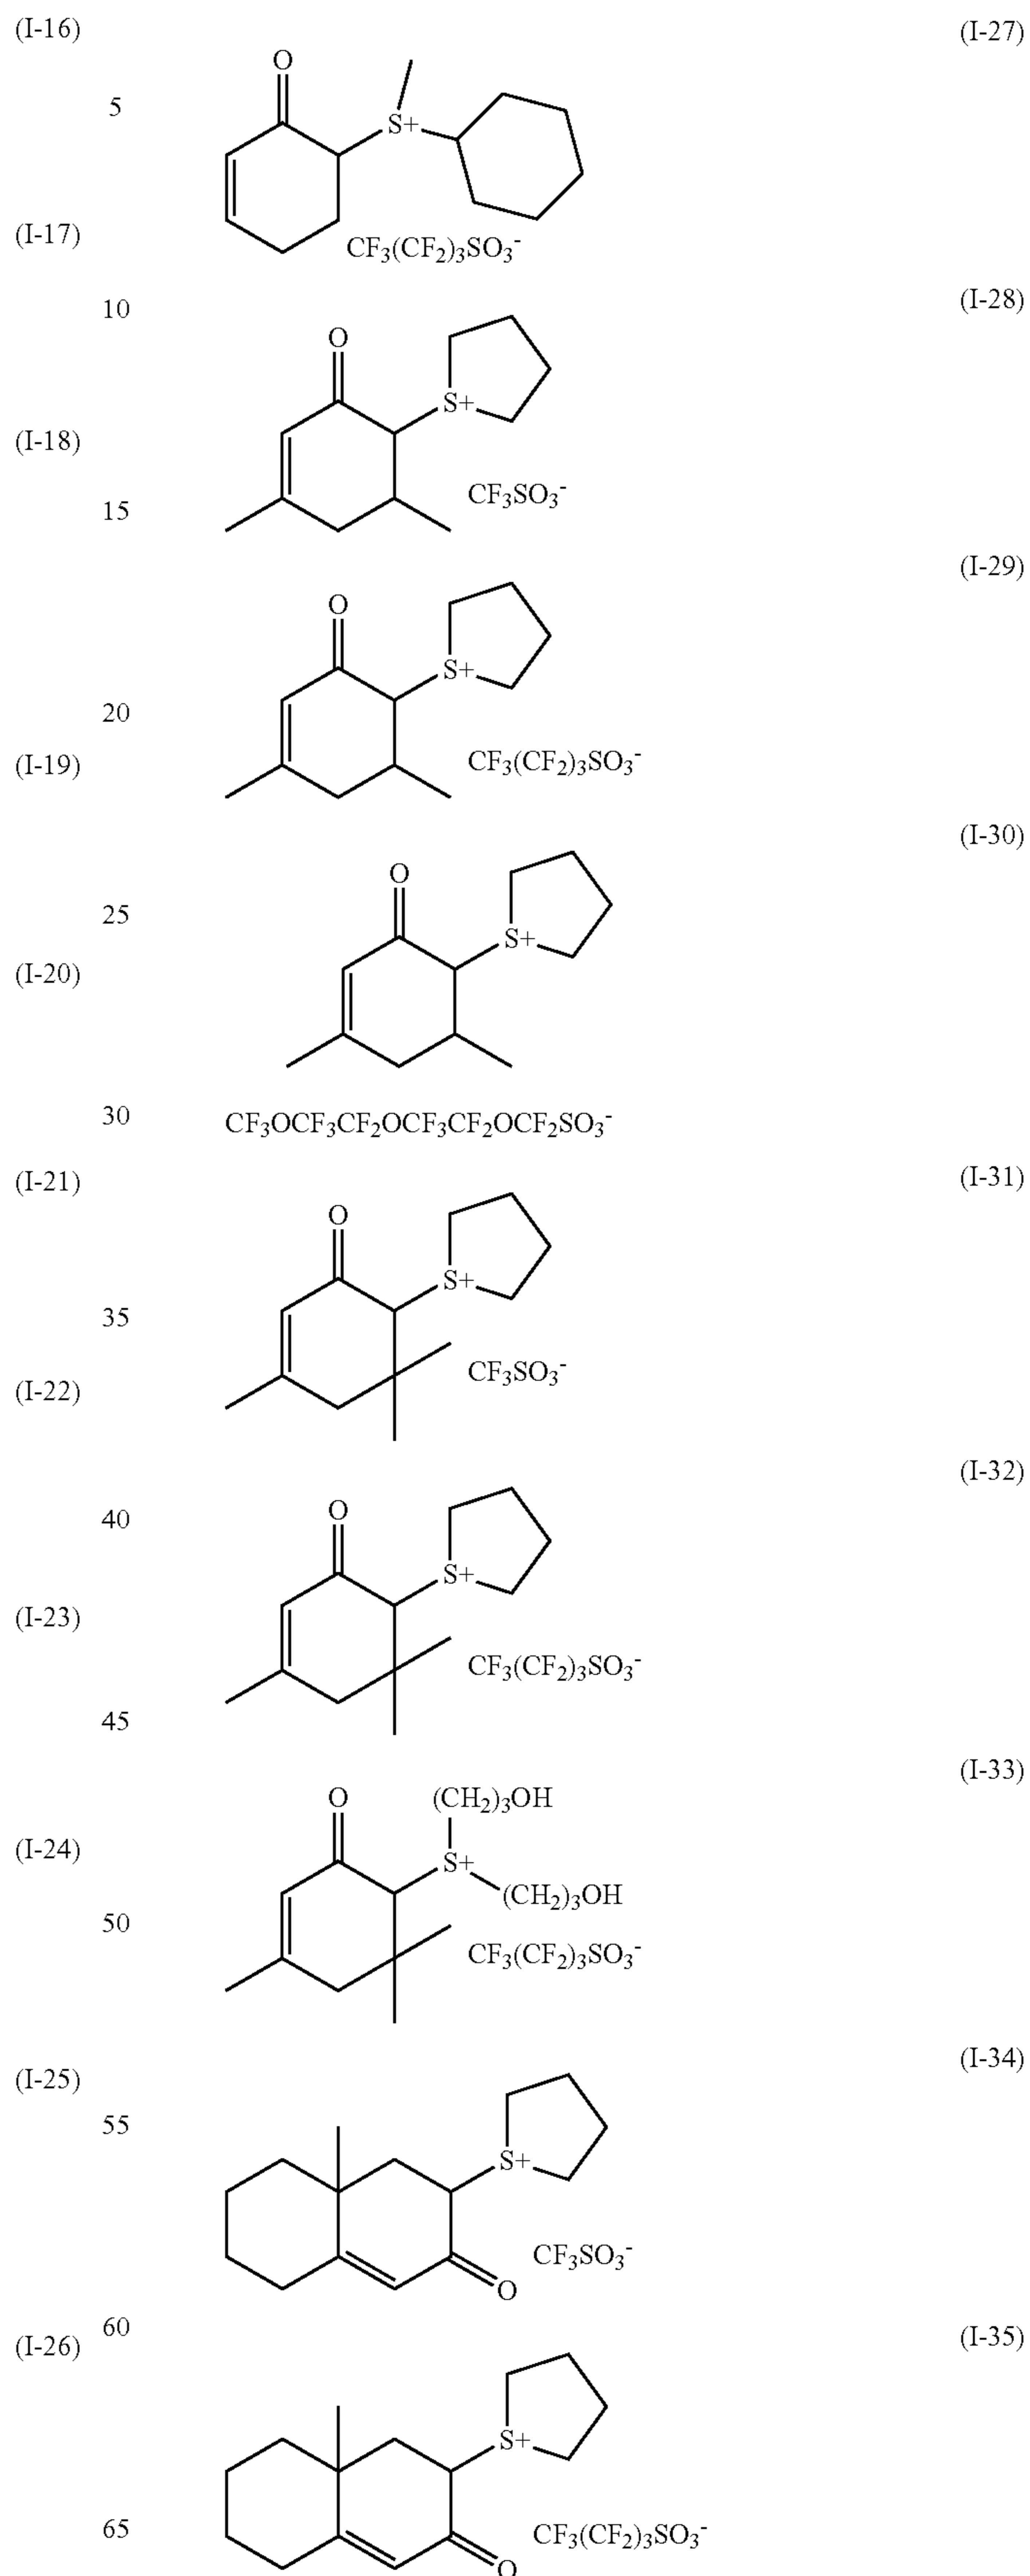 (I-16)
(I-27)
O
5
S+
(I-17)
CF₃(CF₂)₃SO₃⁻
(I-28)
10
O
S+
(I-18)
CF₃SO₃⁻
15
(I-29)
O
S+
20
(I-19)
CF₃(CF₂)₃SO₃⁻
(I-30)
O
25
S+
(I-20)
30
CF₃OCF₃CF₂OCF₃CF₂OCF₂SO₃⁻
(I-21)
(I-31)
O
S+
35
CF₃SO₃⁻
(I-22)
(I-32)
O
40
S+
(I-23)
CF₃(CF₂)₃SO₃⁻
45
(I-33)
O
(CH₂)₃OH
(I-24)
S+
(CH₂)₃OH
50
CF₃(CF₂)₃SO₃⁻
(I-34)
(I-25)
55
S+
CF₃SO₃⁻
O
60
(I-26)
(I-35)
S+
65
CF₃(CF₂)₃SO₃⁻
O